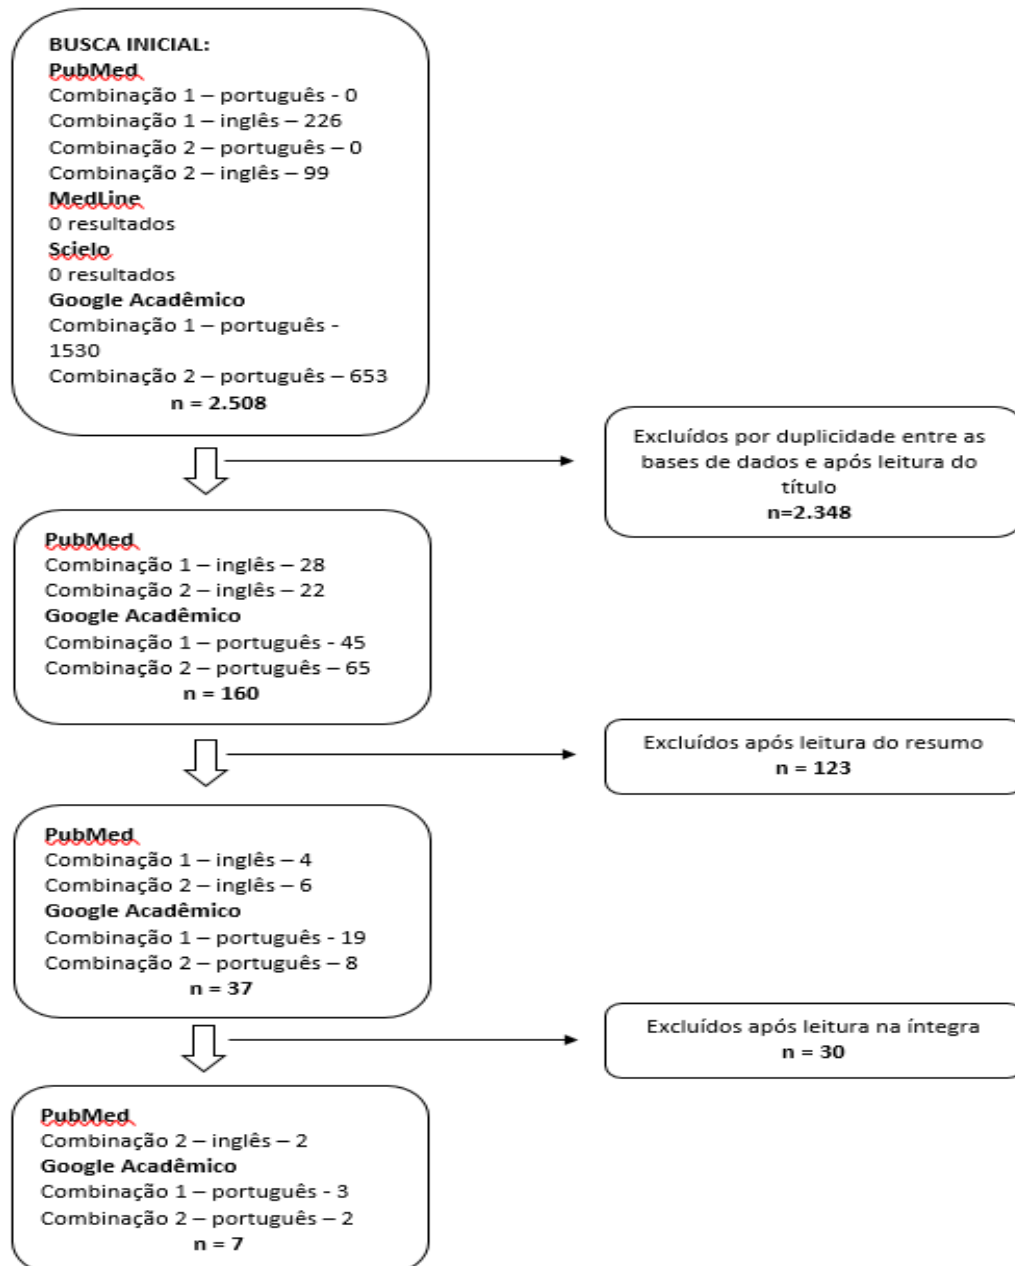 BUSCA INICIAL:
PubMed
Combinação 1 – português - 0
Combinação 1 – inglês – 226
Combinação 2 – português – 0
Combinação 2 – inglês – 99
MedLine
0 resultados
Scielo
0 resultados
Google Acadêmico
Combinação 1 – português -
1530
Combinação 2 – português – 653
n = 2.508
Excluídos por duplicidade entre as
bases de dados e após leitura do
título
n=2.348
PubMed
Combinação 1 – inglês – 28
Combinação 2 – inglês – 22
Google Acadêmico
Combinação 1 – português - 45
Combinação 2 – português – 65
n = 160
Excluídos após leitura do resumo
n = 123
PubMed
Combinação 1 – inglês – 4
Combinação 2 – inglês – 6
Google Acadêmico
Combinação 1 – português - 19
Combinação 2 – português – 8
n = 37
Excluídos após leitura na íntegra
n = 30
PubMed
Combinação 2 – inglês – 2
Google Acadêmico
Combinação 1 – português - 3
Combinação 2 – português – 2
n = 7